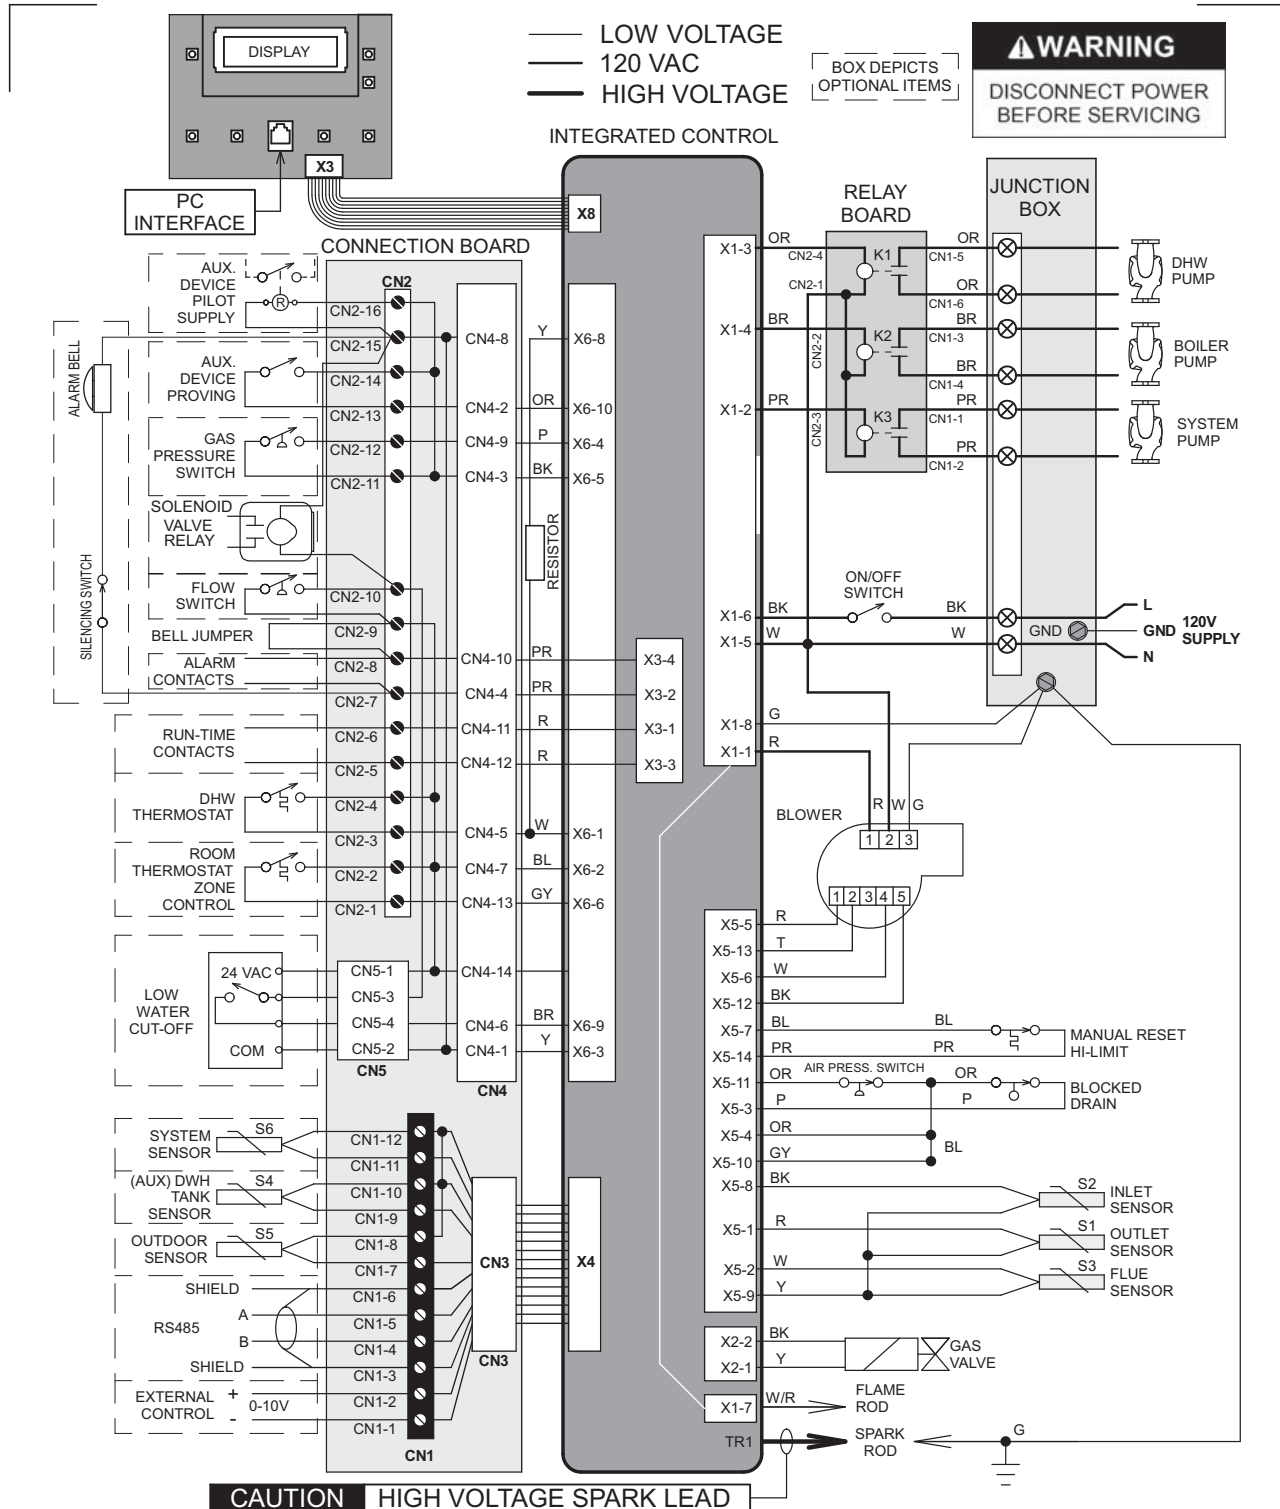 DISPLAY
X3
PC
INTERFACE
LOW VOLTAGE
120 VAC
HIGH VOLTAGE
BOX DEPICTS
OPTIONAL ITEMS
WARNING
DISCONNECT POWER
BEFORE SERVICING
INTEGRATED CONTROL
X8
CONNECTION BOARD
RELAY
BOARD
JUNCTION
BOX
AUX.
DEVICE
PILOT
SUPPLY
R
AUX.
DEVICE
PROVING
GAS
PRESSURE
SWITCH
SOLENOID
VALVE
RELAY
FLOW
SWITCH
BELL JUMPER
ALARM
CONTACTS
RUN-TIME
CONTACTS
DHW
THERMOSTAT
ROOM
THERMOSTAT
ZONE
CONTROL
ALARM BELL
SILENCING SWITCH
LOW
WATER
CUT-OFF
24 VAC
COM
CN2
CN2-16
CN2-15
CN2-14
CN2-13
CN2-12
CN2-11
CN2-10
CN2-9
CN2-8
CN2-7
CN2-6
CN2-5
CN2-4
CN2-3
CN2-2
CN2-1
CN5-1
CN5-3
CN5-4
CN5-2
CN5
CN4-8
CN4-2
CN4-9
CN4-3
CN4-10
CN4-4
CN4-11
CN4-12
CN4-5
CN4-7
CN4-13
CN4-14
CN4-6
CN4-1
CN4
Y
OR
P
BK
RESISTOR
PR
PR
R
R
W
BL
GY
BR
Y
X6-8
X6-10
X6-4
X6-5
X3-4
X3-2
X3-1
X3-3
X6-1
X6-2
X6-6
X6-9
X6-3
SYSTEM
SENSOR
S6
(AUX) DWH
TANK
SENSOR
S4
OUTDOOR
SENSOR
S5
SHIELD
RS485
A
B
SHIELD
EXTERNAL
CONTROL
+
0-10V
-
CN1-12
CN1-11
CN1-10
CN1-9
CN1-8
CN1-7
CN1-6
CN1-5
CN1-4
CN1-3
CN1-2
CN1-1
CN1
CN3
CN3
X4
X1-3
X1-4
X1-2
X1-6
X1-5
X1-8
X1-1
OR
BR
PR
CN2-4
CN2-1
CN2-2
CN2-3
K1
K2
K3
OR
CN1-5
OR
CN1-6
BR
CN1-3
BR
CN1-4
PR
CN1-1
PR
CN1-2
DHW
PUMP
BOILER
PUMP
SYSTEM
PUMP
BK
ON/OFF
SWITCH
BK
W
W
GND
L
GND
N
120V
SUPPLY
G
R
BLOWER
R W G
1 2 3
1 2 3 4 5
X5-5
X5-13
X5-6
X5-12
X5-7
X5-14
X5-11
X5-3
X5-4
X5-10
X5-8
X5-1
X5-2
X5-9
R
T
W
BK
BL
BL
MANUAL RESET
HI-LIMIT
PR
PR
OR
AIR PRESS. SWITCH
OR
BLOCKED
DRAIN
P
P
OR
GY
BL
BK
S2
INLET
SENSOR
R
S1
OUTLET
SENSOR
W
S3
FLUE
SENSOR
Y
X2-2
BK
X2-1
Y
GAS
VALVE
X1-7
W/R
FLAME
ROD
TR1
SPARK
ROD
G
CAUTION HIGH VOLTAGE SPARK LEAD